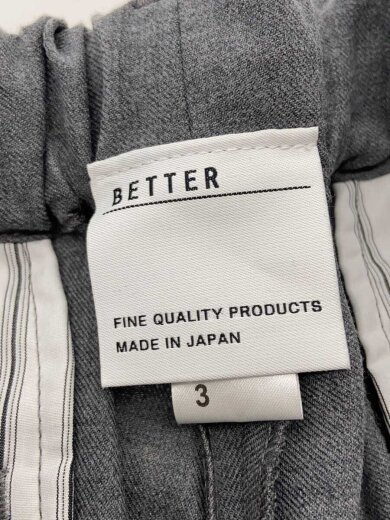 BETTER
FINE QUALITY PRODUCTS
MADE IN JAPAN
3